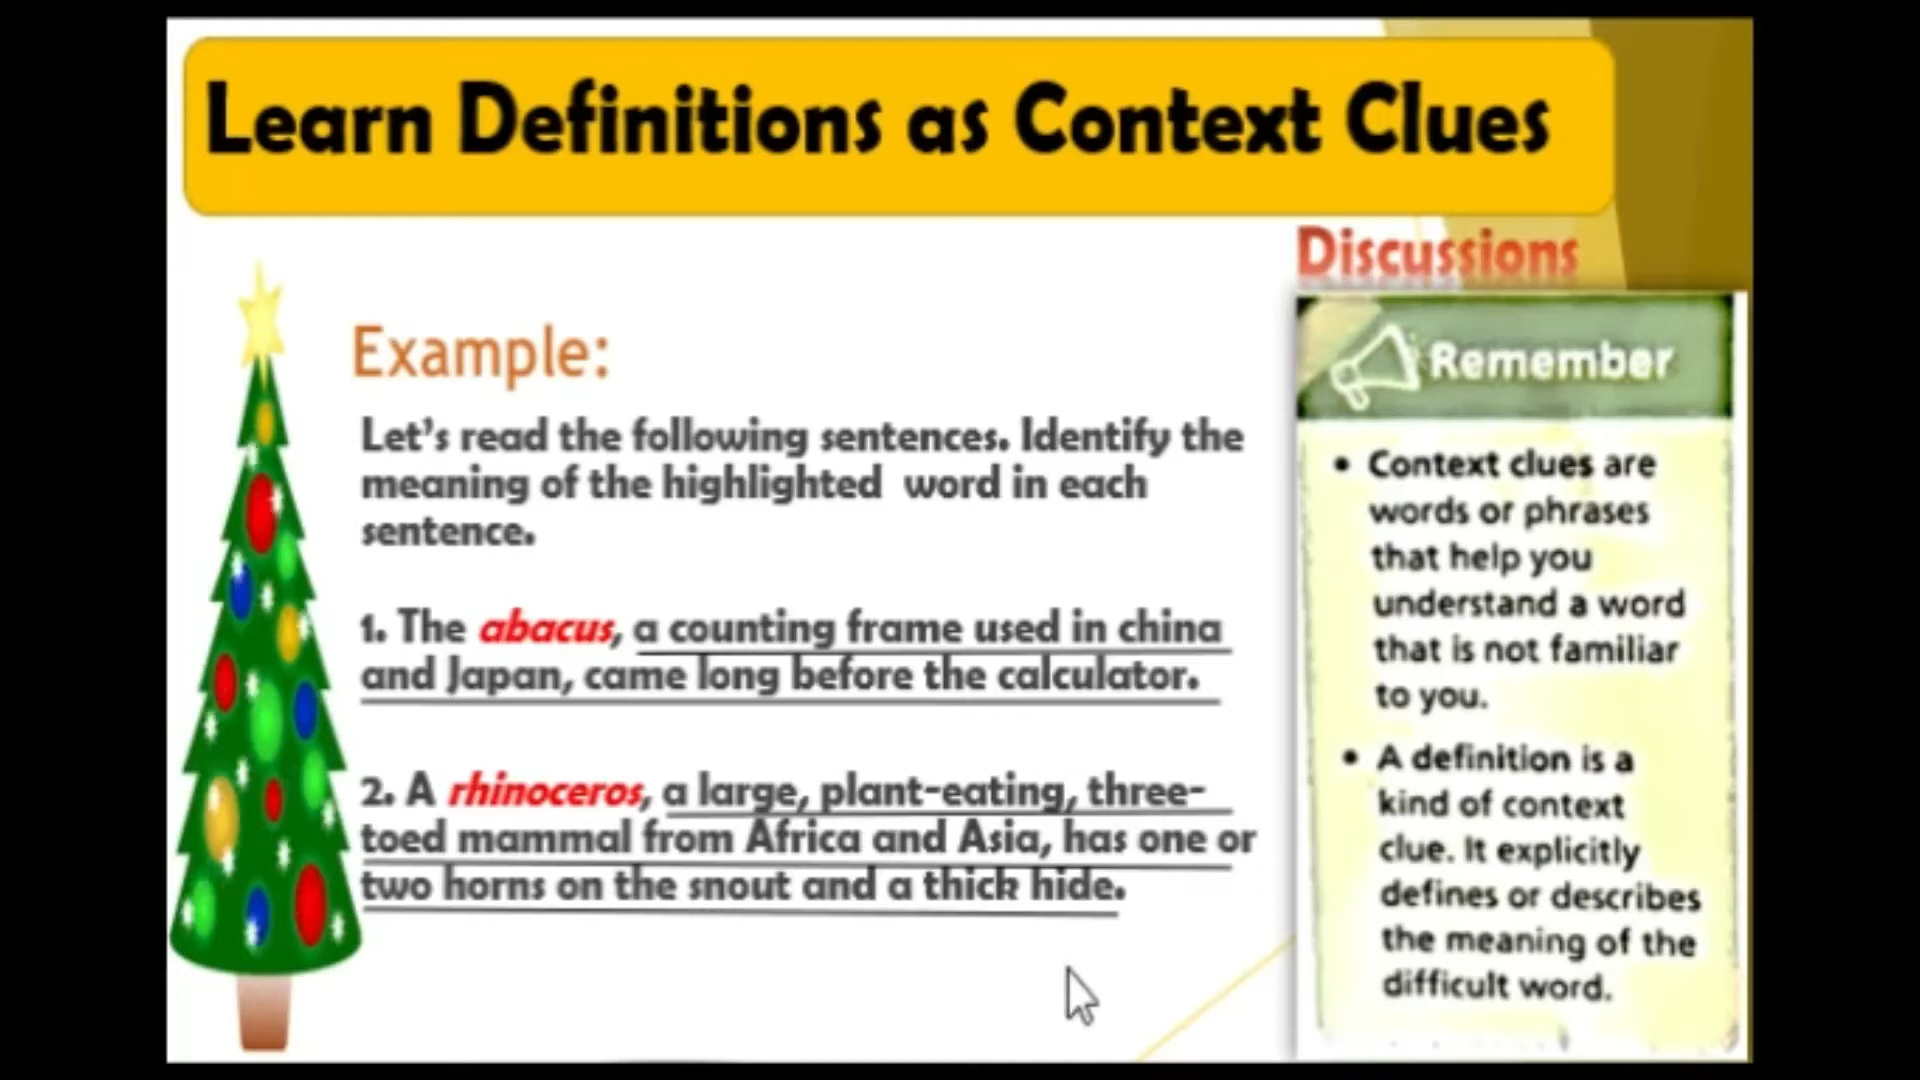 Learn Definitions as Context Clues
Example:
Let's read the following sentences. Identify the
meaning of the highlighted word in each
sentence.
1. The abacus, a counting frame used in china
and Japan, came long before the calculator.
2. A rhinoceros, a large, plant-eating, three-
toed mammal from Africa and Asia, has one or
two horns on the snout and a thick hide.
Discussions
Remember
• Context clues are
words or phrases
that help you
understand a word
that is not familiar
to you.
• A definition is a
kind of context
clue. It explicitly
defines or describes
the meaning of the
difficult word.